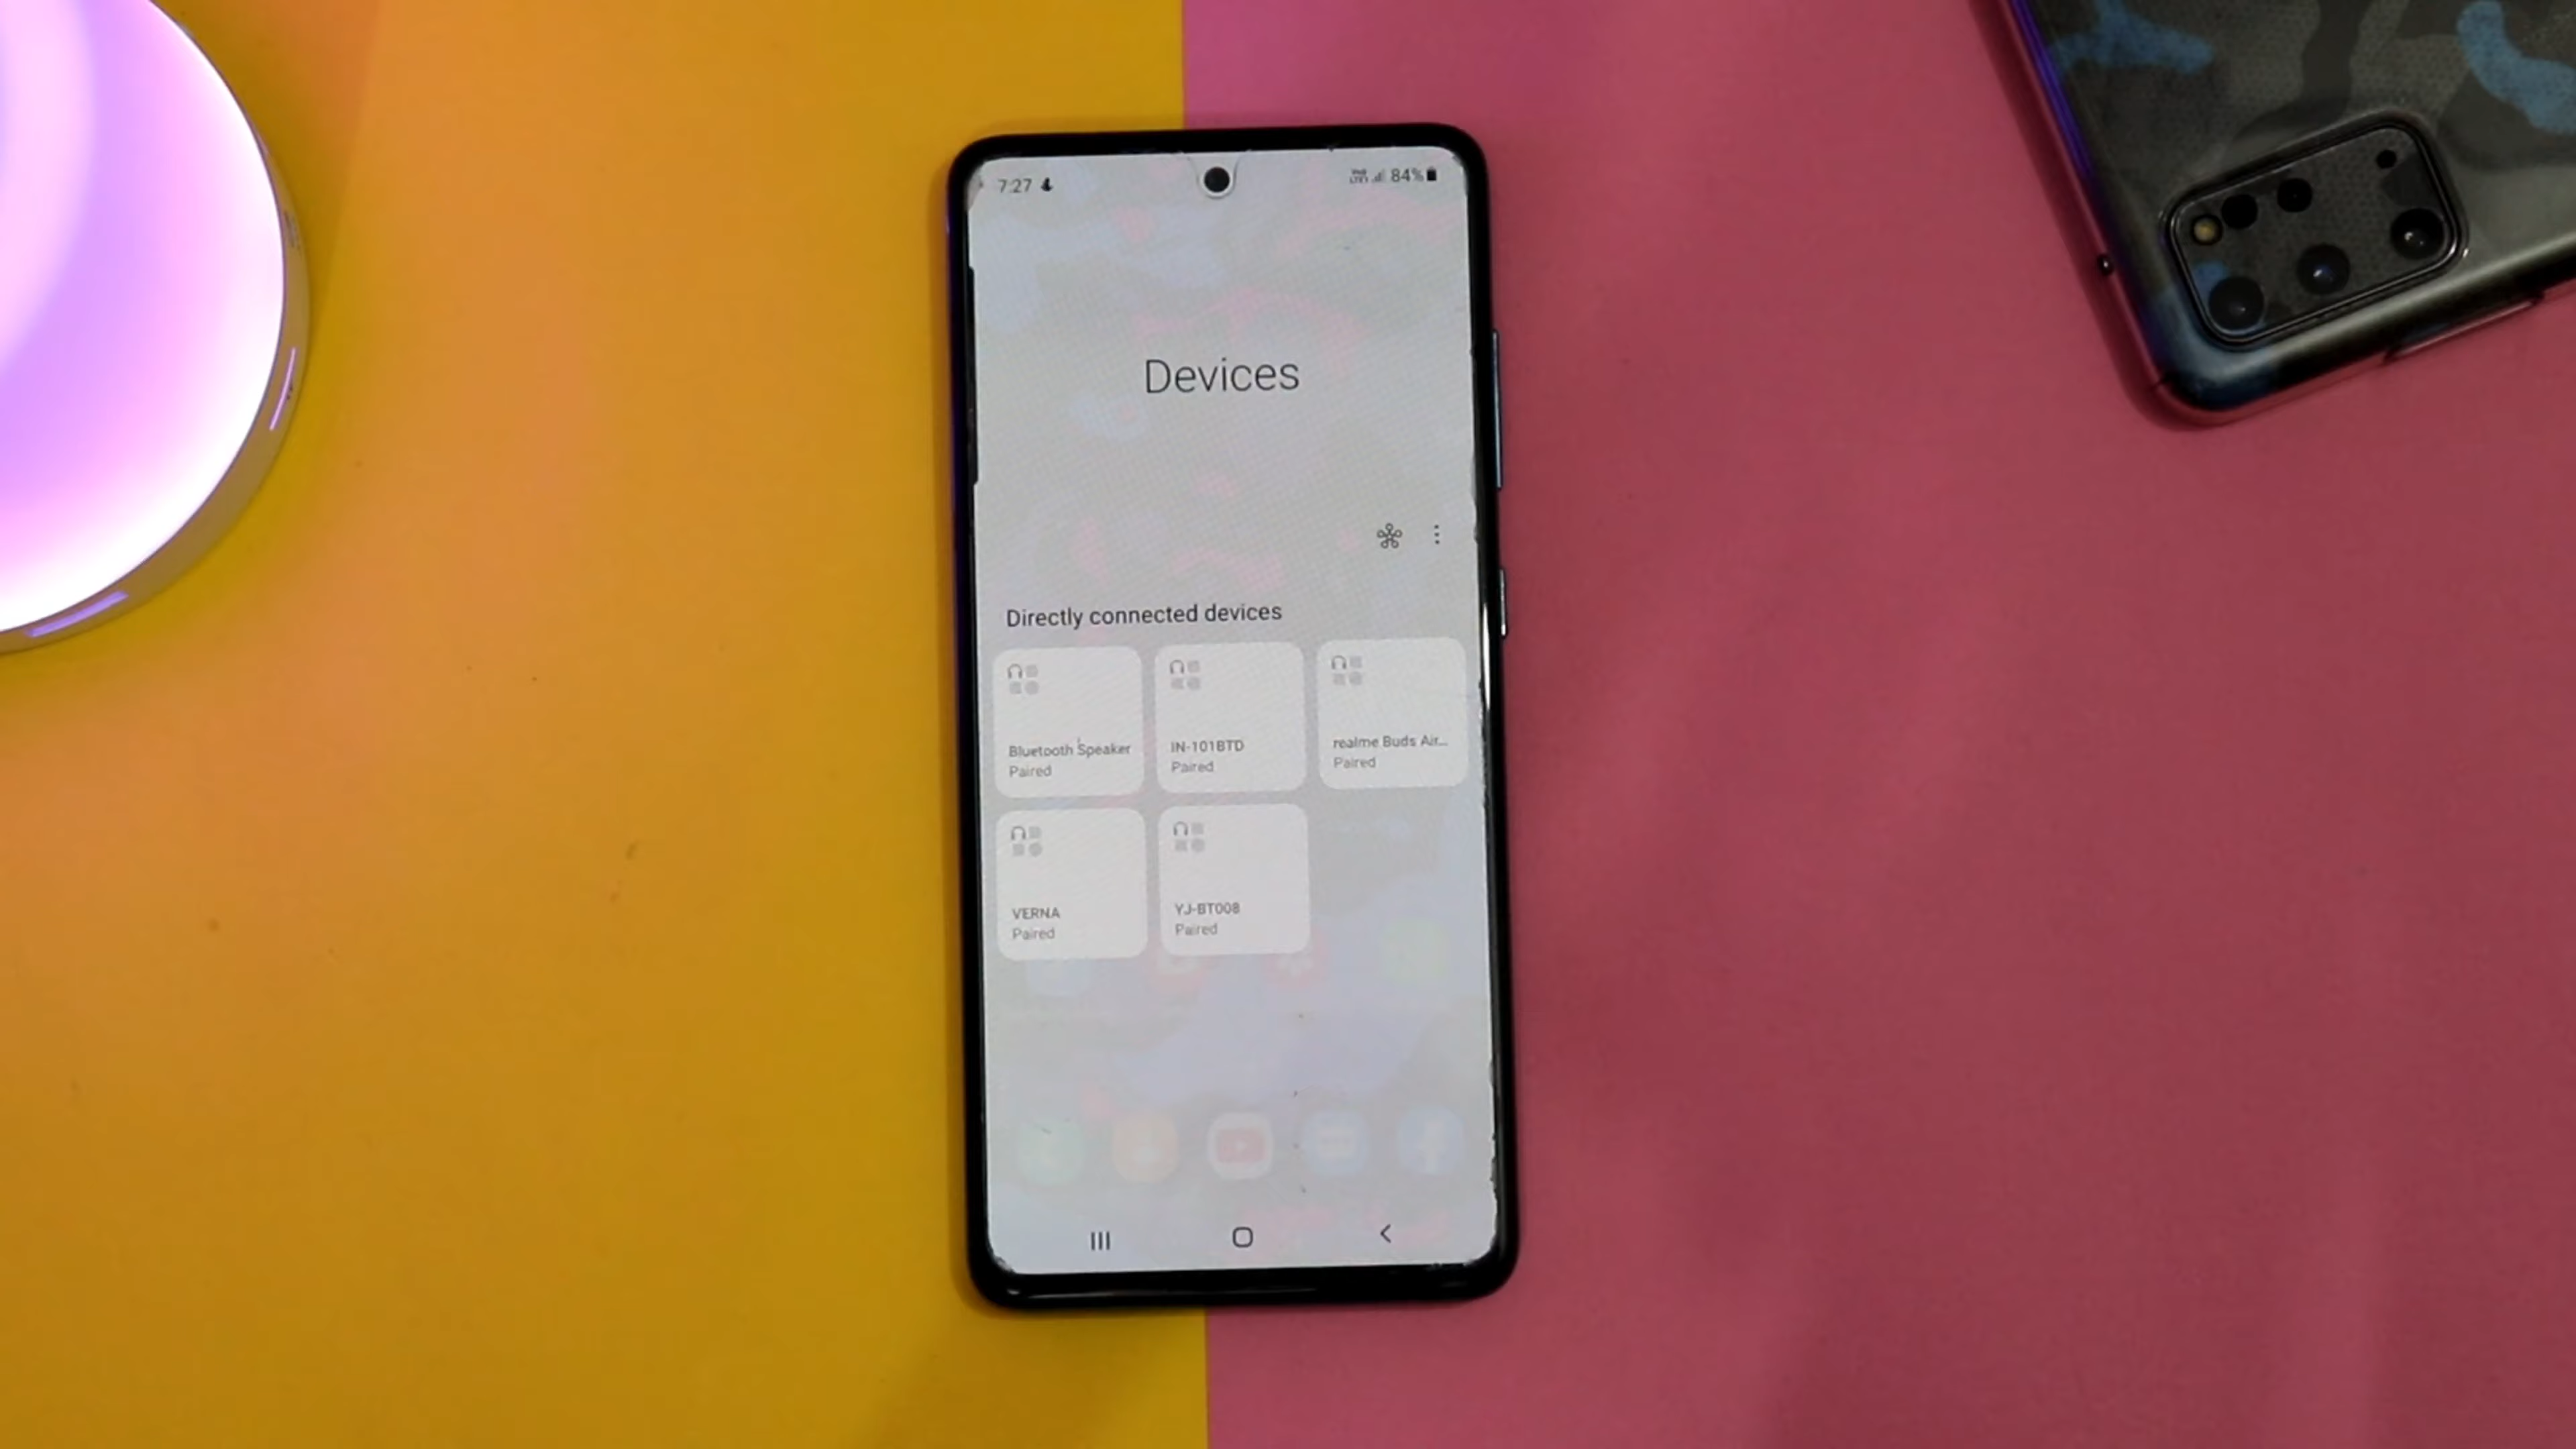 7:27
84%
Devices
Directly connected devices
Bluetooth Speaker
Paired
IN-101BTD
Paired
realme Buds Air...
Paired
VERNA
Paired
YJ-BT008
Paired